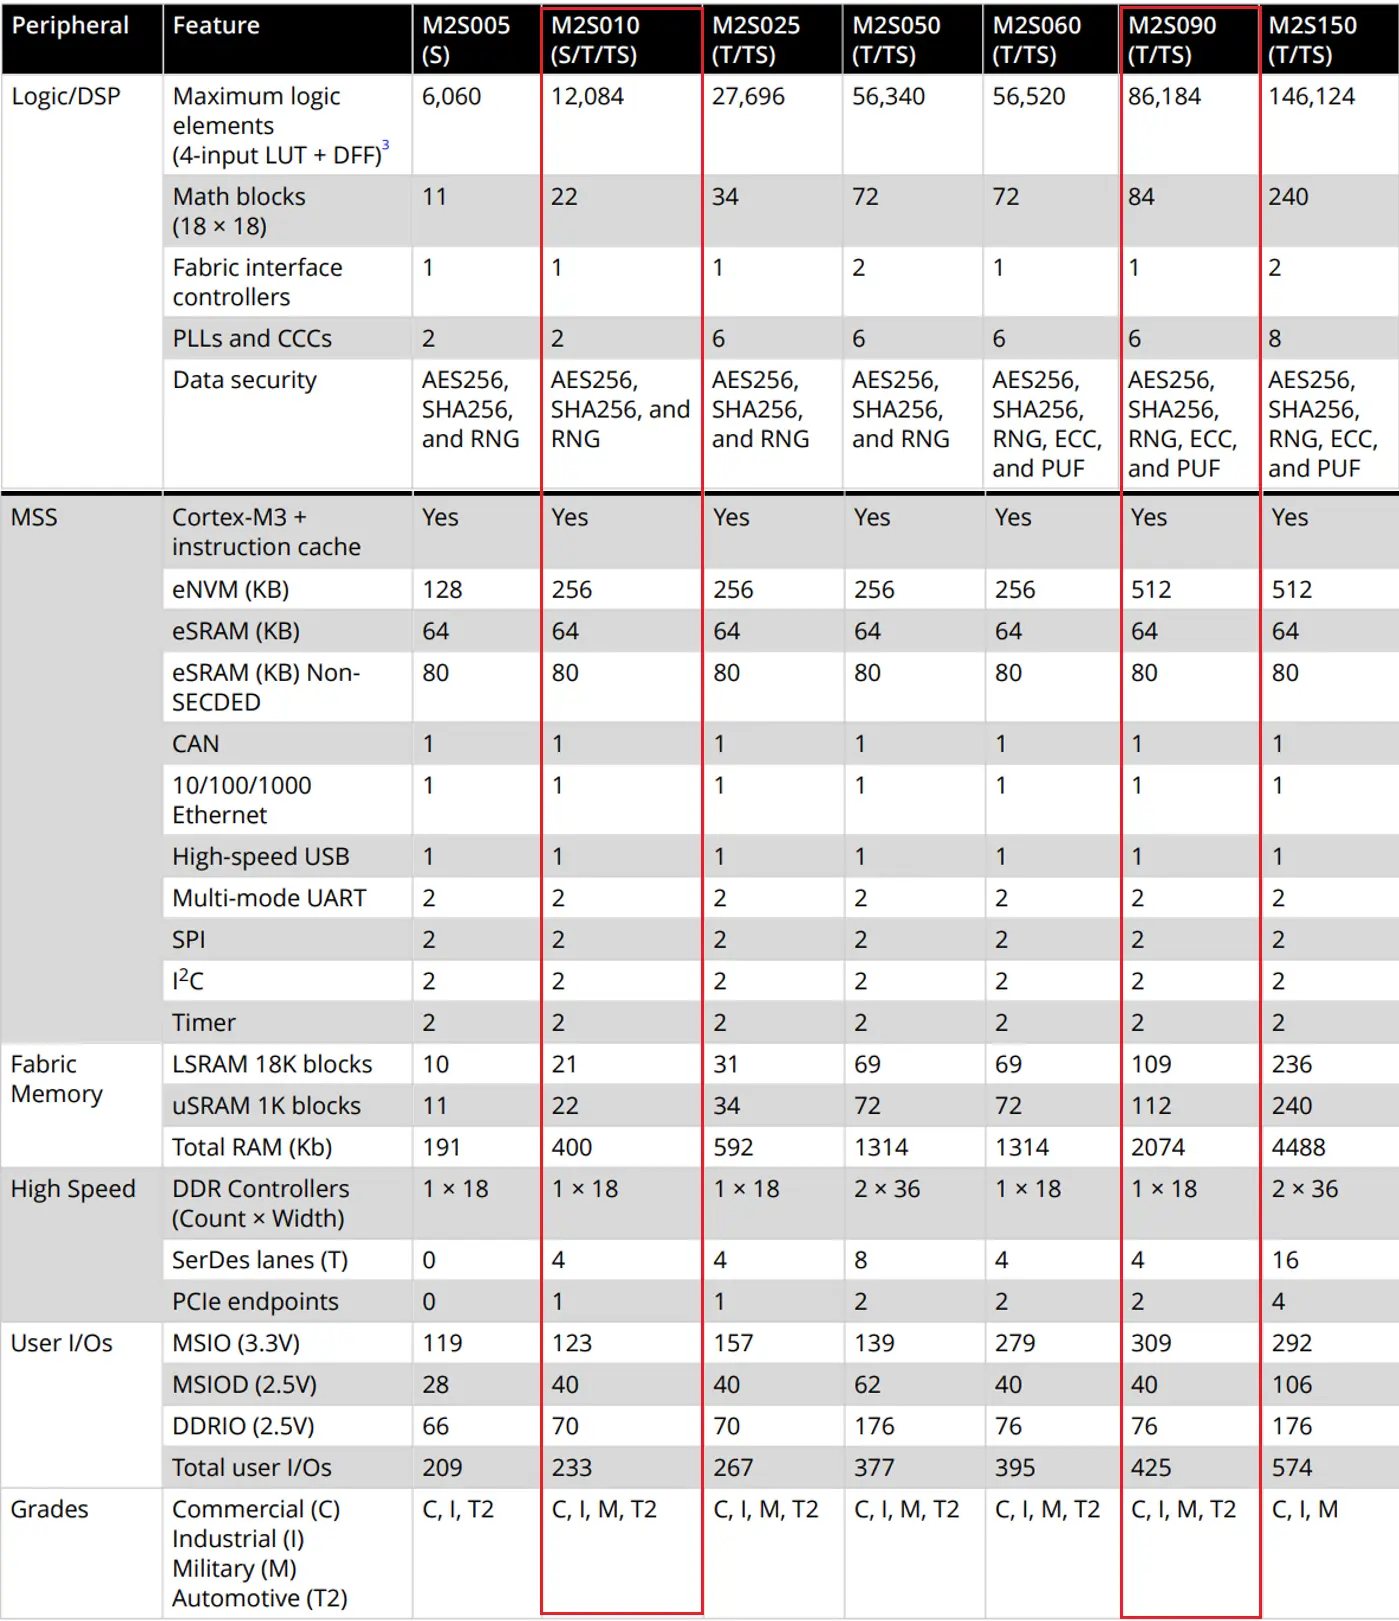 Peripheral Feature M2S005 (S) M2S010 (S/T/TS) M2S025 (T/TS) M2S050 (T/TS) M2S060 (T/TS) M2S090 (T/TS) M2S150 (T/TS)
Logic/DSP Maximum logic elements (4-input LUT + DFF)3 6,060 12,084 27,696 56,340 56,520 86,184 146,124
Math blocks (18 × 18) 11 22 34 72 72 84 240
Fabric interface controllers 1 1 1 2 1 1 2
PLLs and CCCs 2 2 6 6 6 6 8
Data security AES256, SHA256, and RNG AES256, SHA256, and RNG AES256, SHA256, and RNG AES256, SHA256, and RNG AES256, SHA256, RNG, ECC, and PUF AES256, SHA256, RNG, ECC, and PUF AES256, SHA256, RNG, ECC, and PUF
MSS Cortex-M3 + instruction cache Yes Yes Yes Yes Yes Yes Yes
eNVM (KB) 128 256 256 256 256 512 512
eSRAM (KB) 64 64 64 64 64 64 64
eSRAM (KB) Non-SECDED 80 80 80 80 80 80 80
CAN 1 1 1 1 1 1 1
10/100/1000 Ethernet 1 1 1 1 1 1 1
High-speed USB 1 1 1 1 1 1 1
Multi-mode UART 2 2 2 2 2 2 2
SPI 2 2 2 2 2 2 2
I2C 2 2 2 2 2 2 2
Timer 2 2 2 2 2 2 2
Fabric Memory LSRAM 18K blocks 10 21 31 69 69 109 236
uSRAM 1K blocks 11 22 34 72 72 112 240
Total RAM (Kb) 191 400 592 1314 1314 2074 4488
High Speed DDR Controllers (Count × Width) 1 × 18 1 × 18 1 × 18 2 × 36 1 × 18 1 × 18 2 × 36
SerDes lanes (T) 0 4 4 8 4 4 16
PCIe endpoints 0 1 1 2 2 2 4
User I/Os MSIO (3.3V) 119 123 157 139 279 309 292
MSIOD (2.5V) 28 40 40 62 40 40 106
DDRIO (2.5V) 66 70 70 176 76 76 176
Total user I/Os 209 233 267 377 395 425 574
Grades Commercial (C) Industrial (I) Military (M) Automotive (T2) C, I, T2 C, I, M, T2 C, I, M, T2 C, I, M, T2 C, I, M, T2 C, I, M, T2 C, I, M